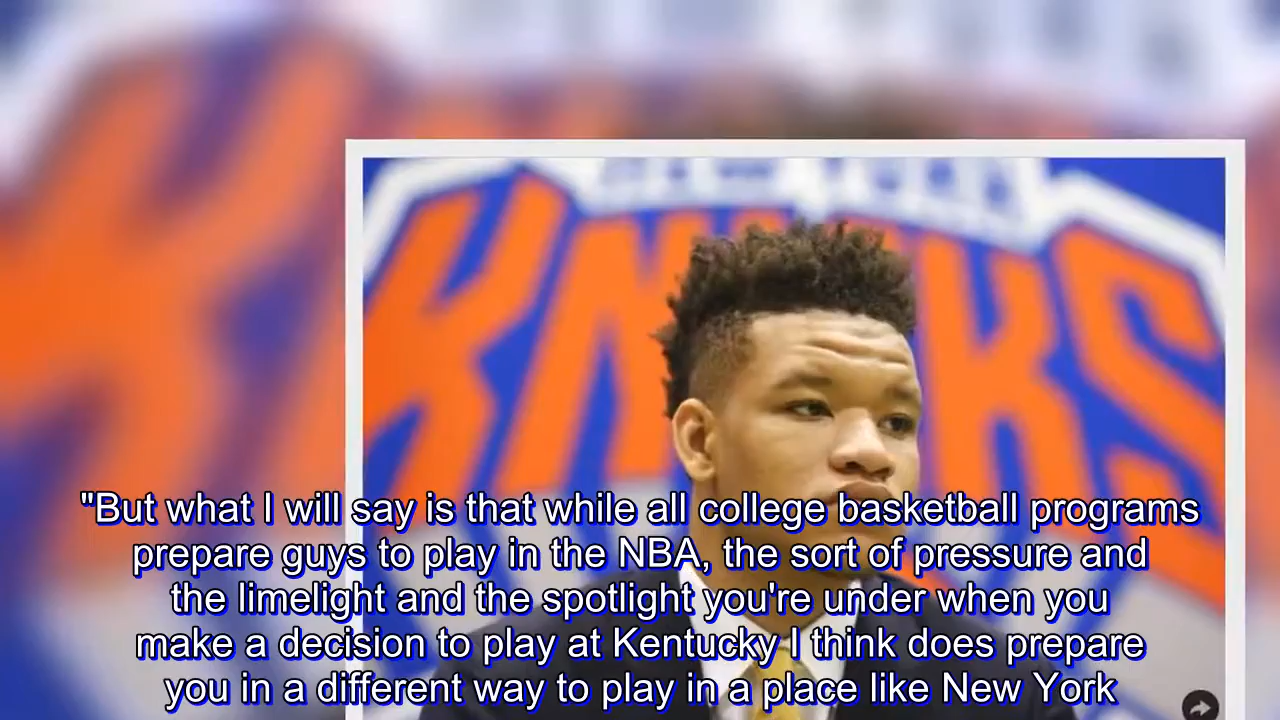 KNICKS
"But what I will say is that while all college basketball programs
prepare guys to play in the NBA, the sort of pressure and
the limelight and the spotlight you're under when you
make a decision to play at Kentucky I think does prepare
you in a different way to play in a place like New York